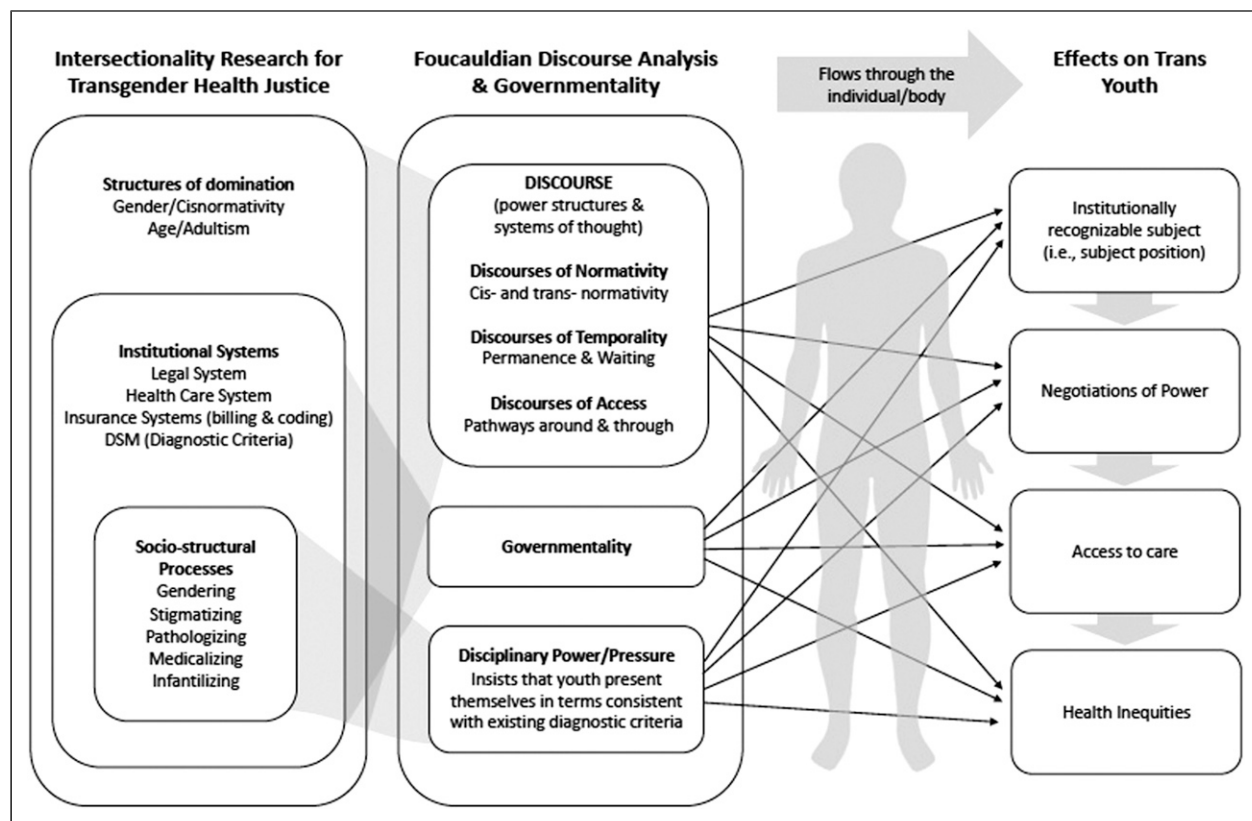 Intersectionality Research for
Transgender Health Justice
Structures of domination
Gender/Cisnormativity
Age/Adultism
Institutional Systems
Legal System
Health Care System
Insurance Systems (billing & coding)
DSM (Diagnostic Criteria)
Socio-structural
Processes
Gendering
Stigmatizing
Pathologizing
Medicalizing
Infantilizing
Foucauldian Discourse Analysis
& Governmentality
DISCOURSE
(power structures &
systems of thought)
Discourses of Normativity
Cis- and trans- normativity
Discourses of Temporality
Permanence & Waiting
Discourses of Access
Pathways around & through
Governmentality
Disciplinary Power/Pressure
Insists that youth present
themselves in terms consistent
with existing diagnostic criteria
Flows through the
individual/body
Effects on Trans
Youth
Institutionally
recognizable subject
(i.e., subject position)
Negotiations of Power
Access to care
Health Inequities